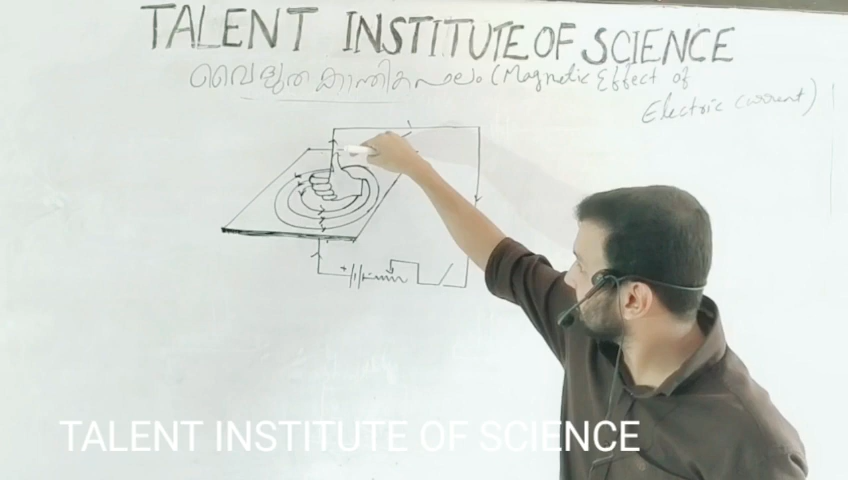 TALENT INSTITUTE OF SCIENCE
വൈദ്യുത കാന്തിക ഫലം (Magnetic Effect of
Electric Current)
+
TALENT INSTITUTE OF SCIENCE